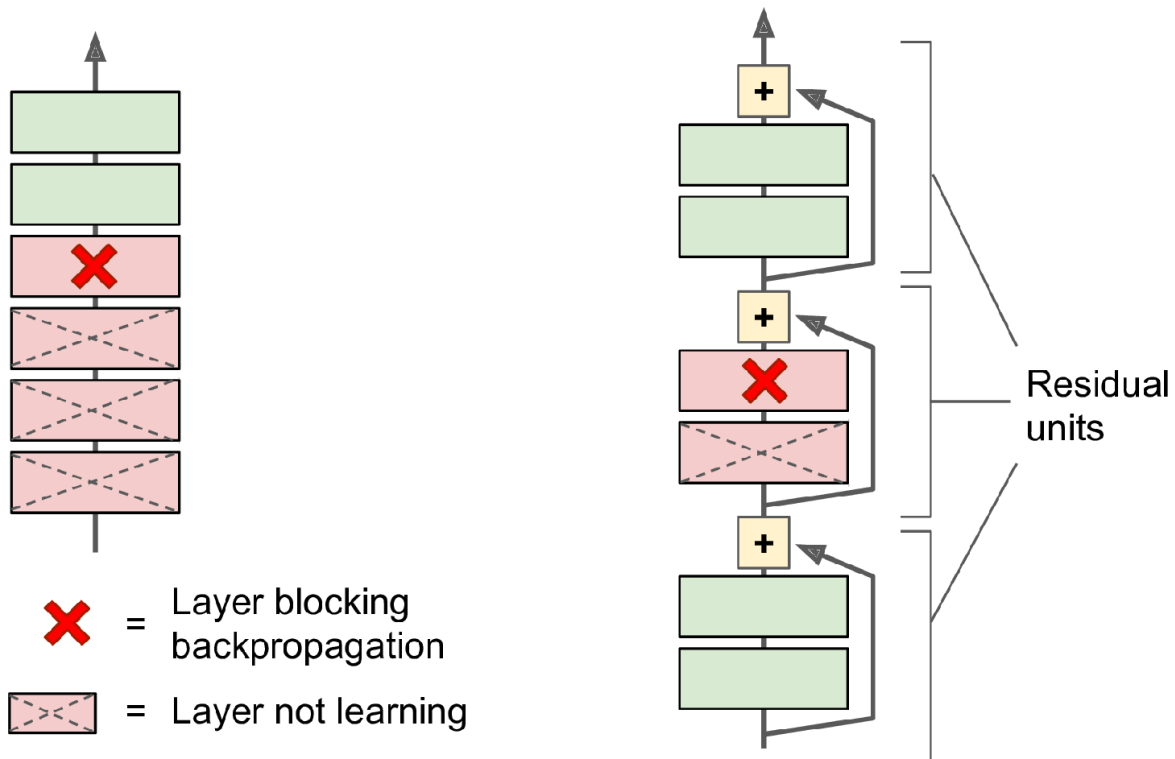 +
+
+
Residual
units
= Layer blocking
backpropagation
= Layer not learning